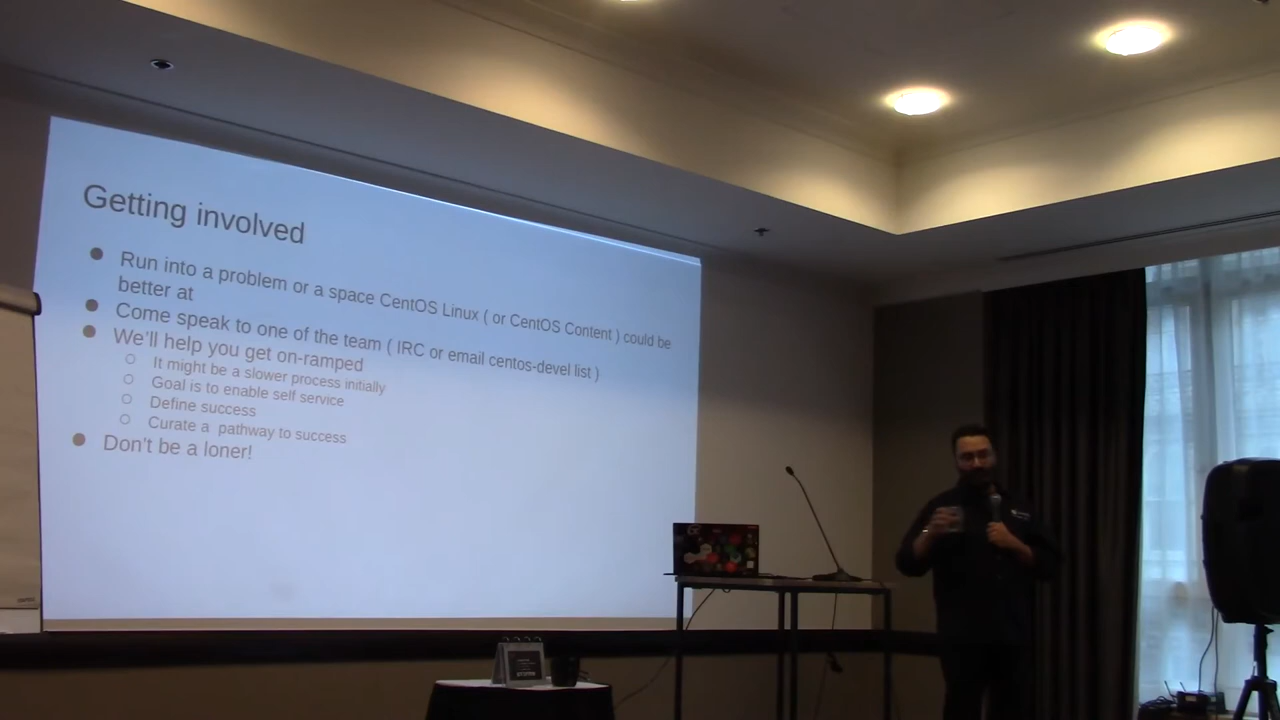 Getting involved
Run into a problem or a space CentOS Linux ( or CentOS Content ) could be
better at
Come speak to one of the team ( IRC or email centos-devel list )
We'll help you get on-ramped
It might be a slower process initially
Goal is to enable self service
Define success
Curate a pathway to success
Don't be a loner!